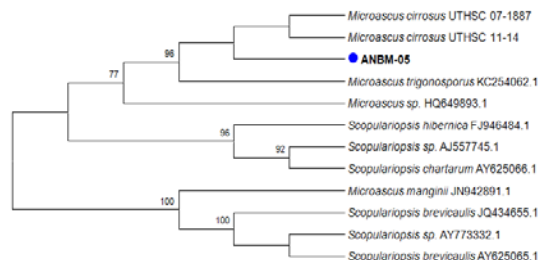 Microascus cirrosus UTHSC 07-1887
Microascus cirrosus UTHSC 11-14
ANBM-05
96
Microascus trigonosporus KC254062.1
77
Microascus sp. HQ649893.1
Scopulariopsis hibernica FJ946484.1
96
Scopulariopsis sp. AJ557745.1
92
Scopulariopsis chartarum AY625066.1
Microascus manginii JN942891.1
100
Scopulariopsis brevicaulis JQ434655.1
100
Scopulariopsis sp. AY773332.1
Scopulariopsis brevicaulis AY625065.1